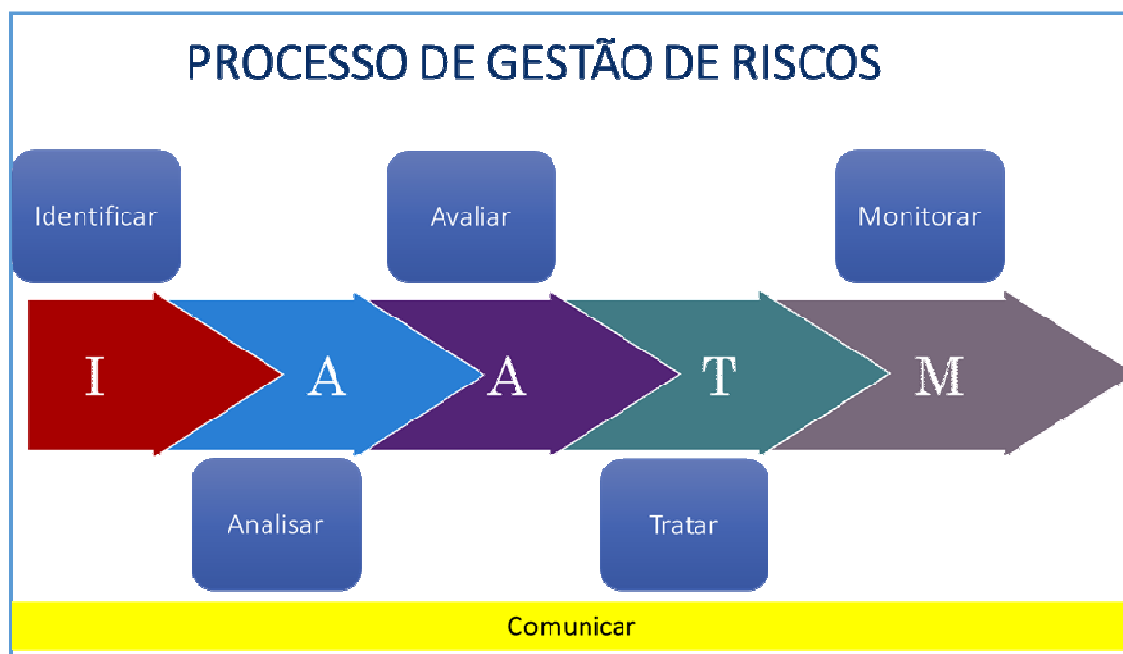 PROCESSO DE GESTÃO DE RISCOS
Identificar
Avaliar
Monitorar
I
A
A
T
M
Analisar
Tratar
Comunicar